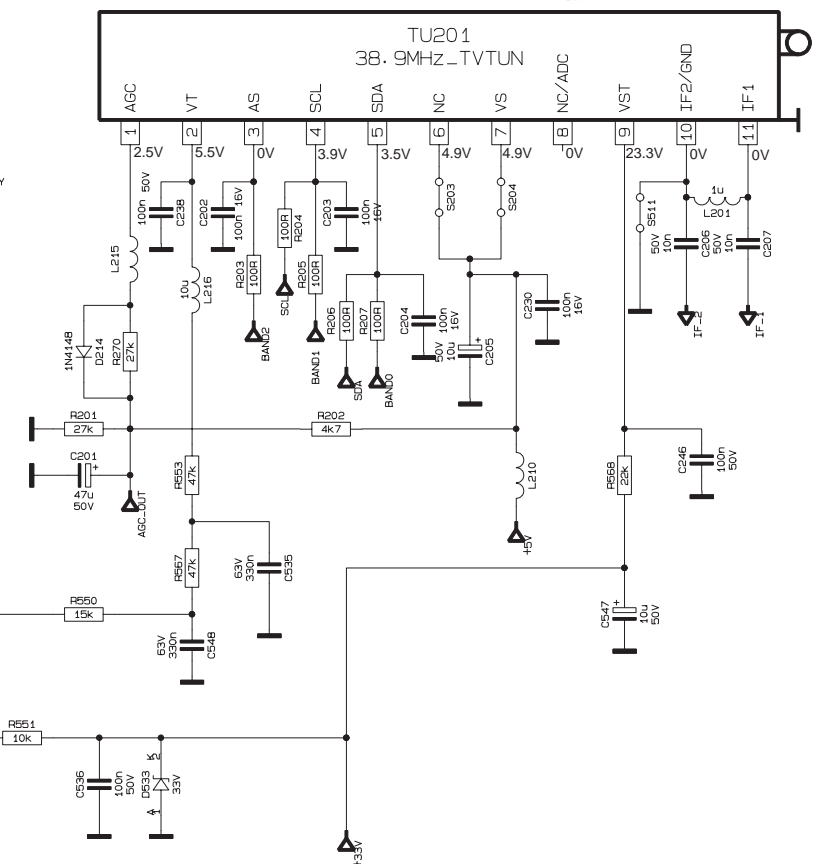 TU201
38.9MHz_TVTUN
AGC
VT
AS
SCL
SDA
NC
VS
NC/ADC
VST
IF2/GND
IF1
1
2
3
4
5
6
7
8
9
10
11
2.5V
5.5V
0V
3.9V
3.5V
4.9V
4.9V
0V
23.3V
0V
0V
Y
100n
50V
C238
C202
100n
16V
100R
R204
C203
100n
16V
S203
S204
S511
1u
L201
50V
10n
C206
50V
10n
C207
L215
10u
L216
R203
100R
SCL
R205
100R
R206
100R
R207
100R
C204
100n
16V
C230
100n
16V
BAND2
BAND1
SDA
BAND0
50V
10u
C205
IF_2
IF_1
1N4148
D214
R270
27k
R201
27k
R202
4k7
C201
47u
50V
AGC_OUT
R553
47k
L210
+5V
R568
22k
C246
100n
50V
R567
47k
63V
330n
C535
R550
15k
63V
330n
C548
C547
10u
50V
R551
10k
C536
100n
50V
K
2
D533
33V
A
1
+33V